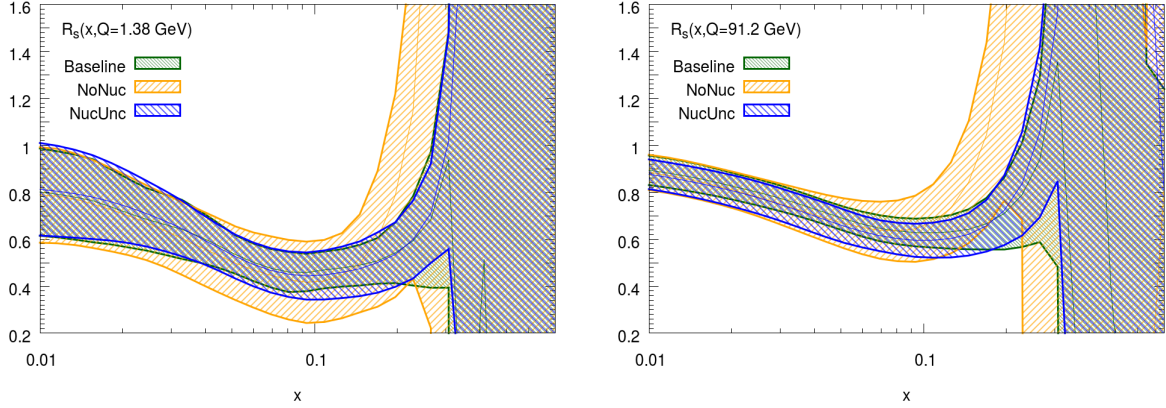 1.6
1.4
1.2
1
0.8
0.6
0.4
0.2
0.01
0.1
x
R_s(x,Q=1.38 GeV)
Baseline
NoNuc
NucUnc
1.6
1.4
1.2
1
0.8
0.6
0.4
0.2
0.01
0.1
x
R_s(x,Q=91.2 GeV)
Baseline
NoNuc
NucUnc